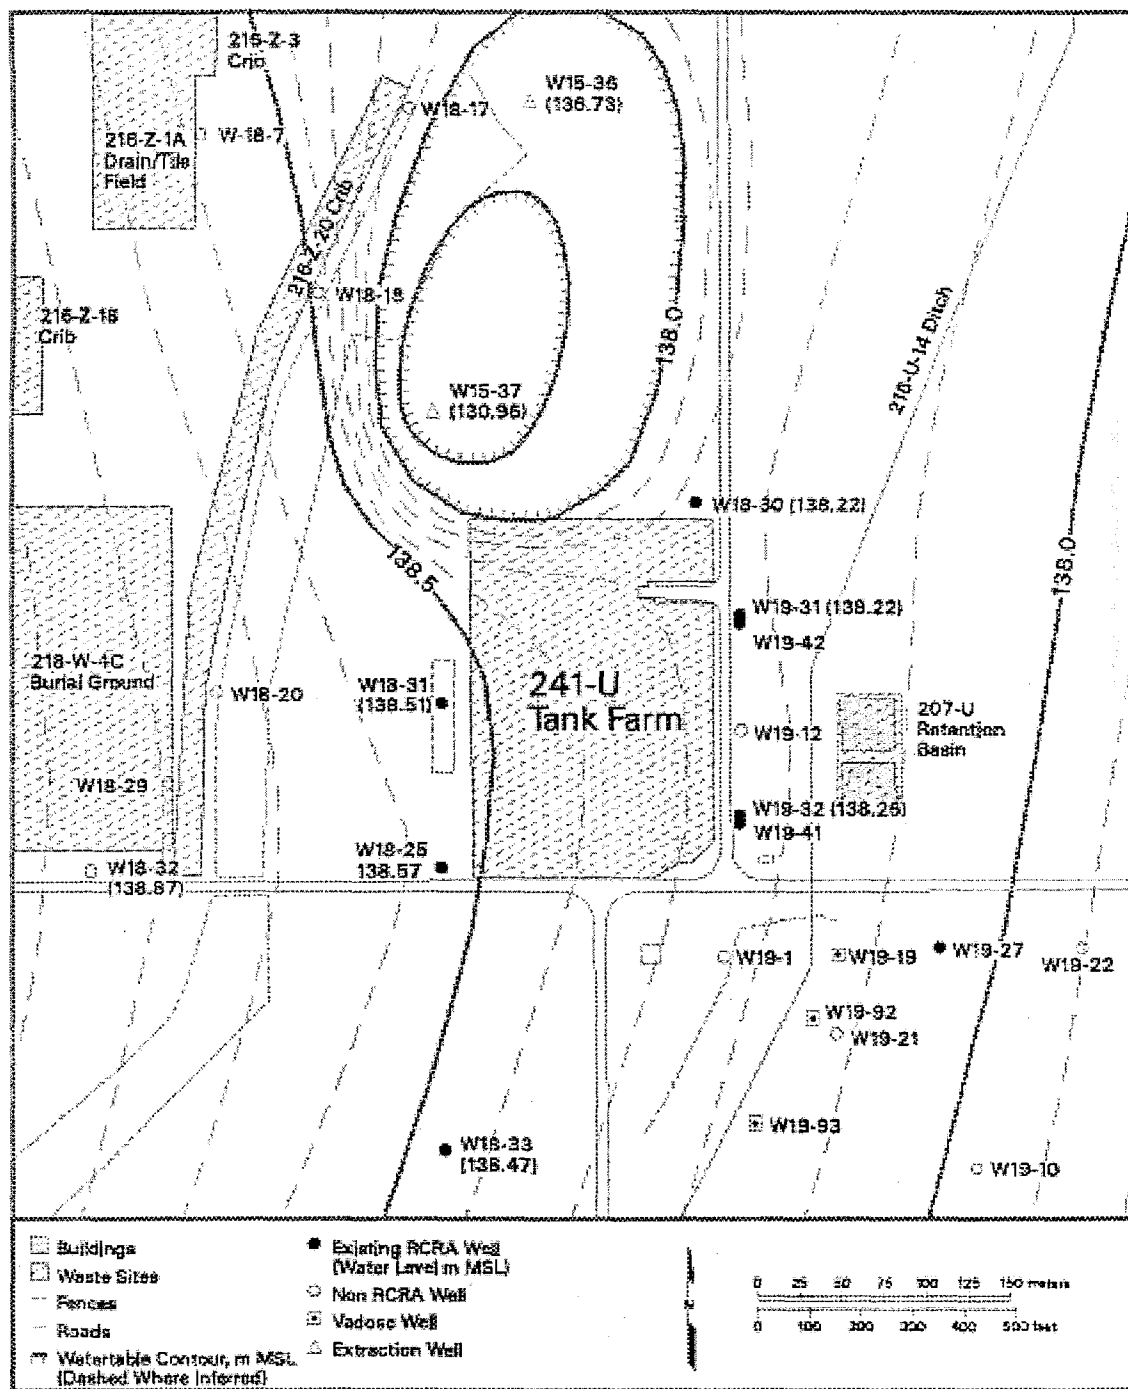 216-Z-3
Crib
W15-36
(136.73)
W18-17
W-18-7
216-Z-1A
Drain/Tile
Field
216-Z-20 Crib
W18-18
216-Z-18
Crib
138.0
216-U-14 Ditch
W15-37
(130.96)
W18-30 (138.22)
138.5
138.0
W19-31 (138.22)
W19-42
218-W-4C
Burial Ground
W18-20
W18-31
(138.51)
241-U
Tank Farm
W19-12
207-U
Retention
Basin
W18-29
W19-32 (138.26)
W19-41
W18-25
138.57
W18-32
(138.87)
W19-1
W19-19
W19-27
W19-22
W19-92
W19-21
W19-93
W18-33
(138.47)
W19-10
Buildings
Waste Sites
Fences
Roads
Watertable Contour, m MSL
(Dashed Where Inferred)
Existing RCRA Well
(Water Level m MSL)
Non RCRA Well
Vadose Well
Extraction Well
0 25 50 75 100 125 150 meters
0 100 200 300 400 500 feet